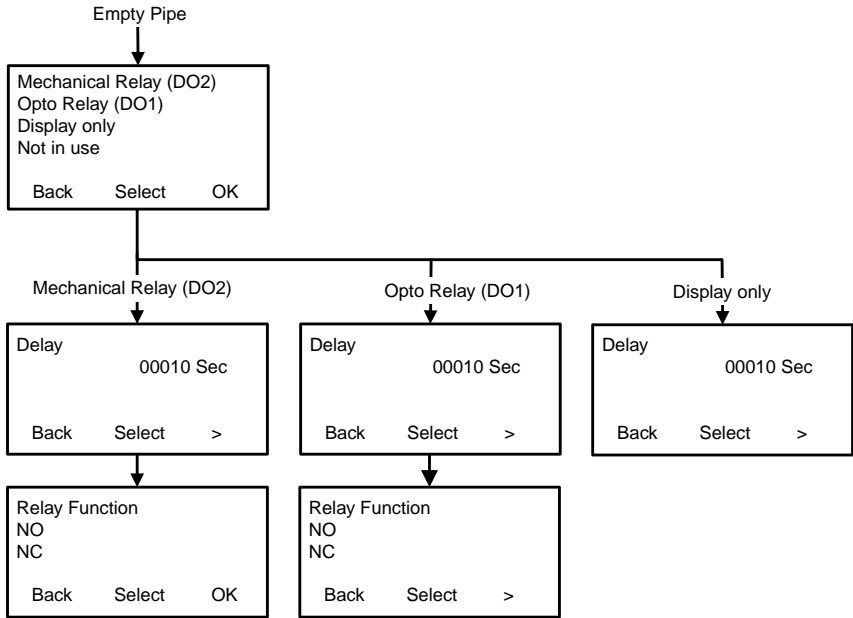 Empty Pipe
Mechanical Relay (DO2)
Opto Relay (DO1)
Display only
Not in use
Back Select OK
Mechanical Relay (DO2)
Opto Relay (DO1)
Display only
Delay
00010 Sec
Back Select >
Delay
00010 Sec
Back Select >
Delay
00010 Sec
Back Select >
Relay Function
NO
NC
Back Select OK
Relay Function
NO
NC
Back Select >